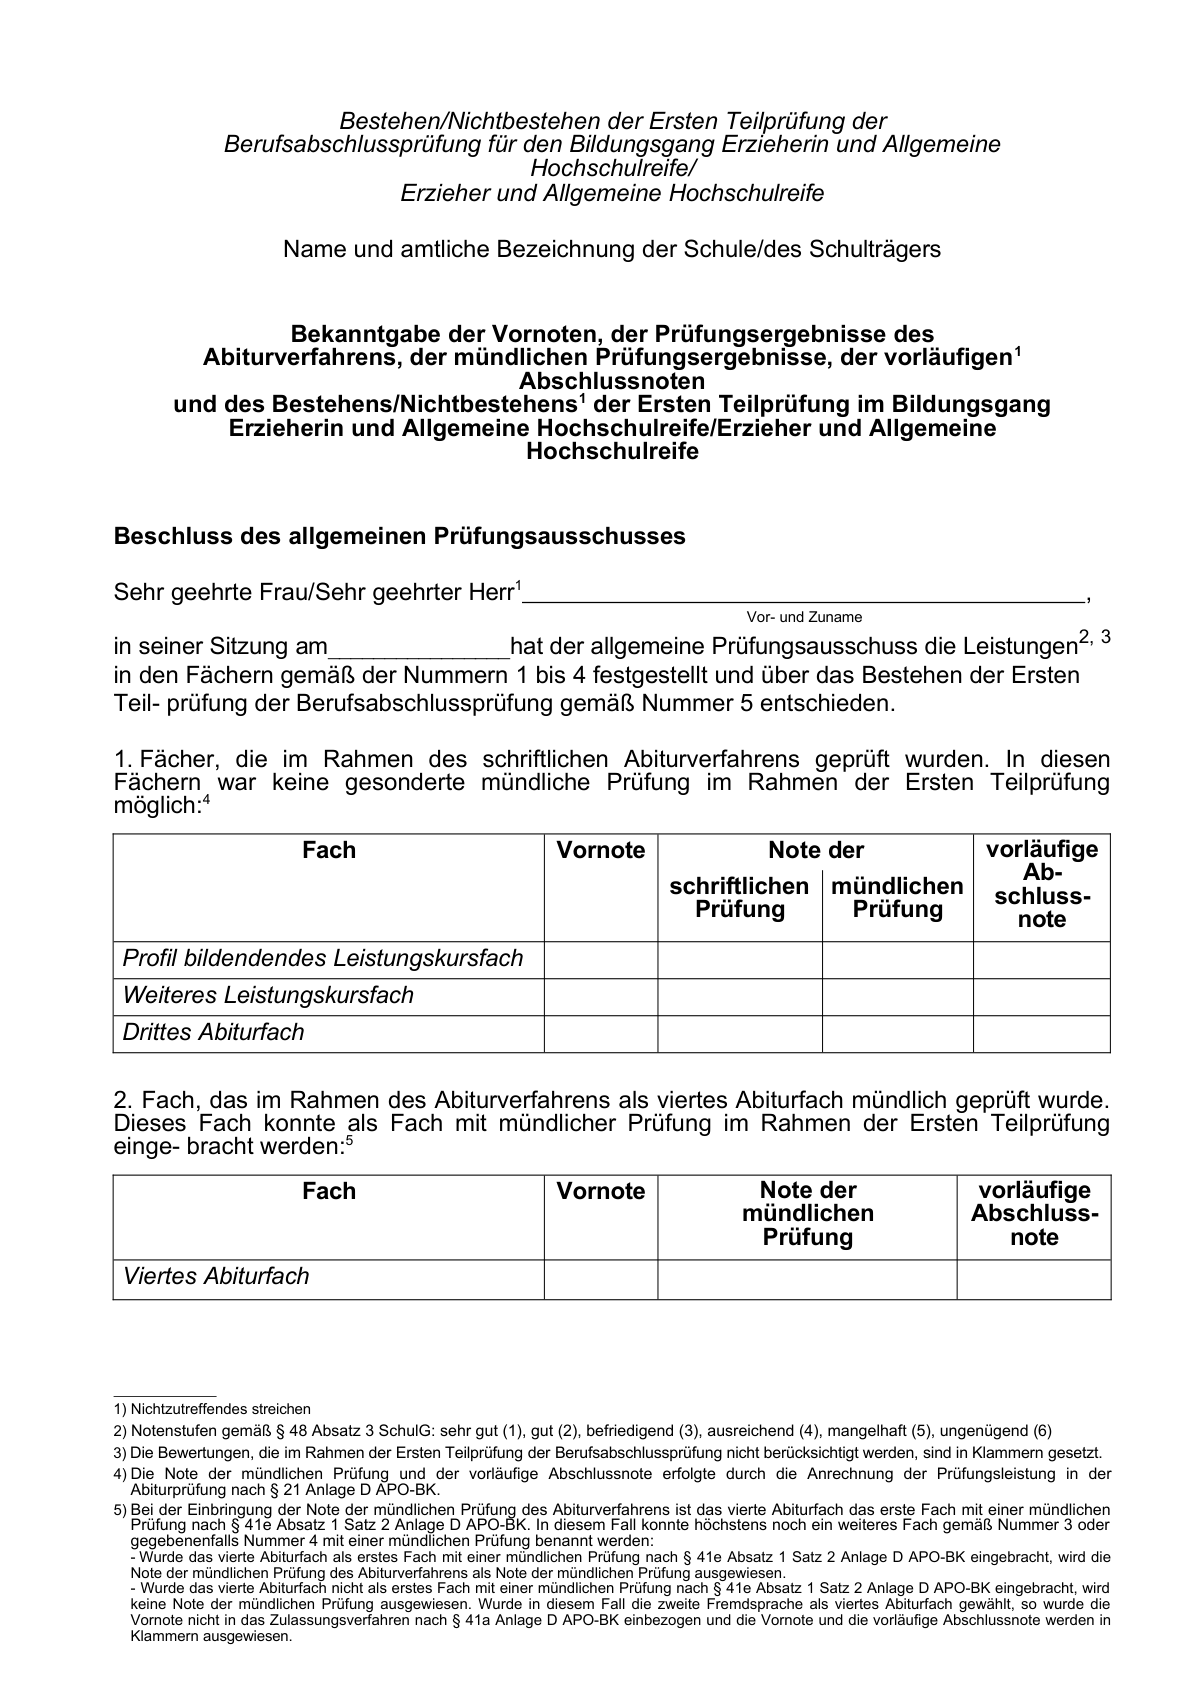 Bestehen/Nichtbestehen der Ersten Teilprüfung der
Berufsabschlussprüfung für den Bildungsgang Erzieherin und Allgemeine
Hochschulreife/
Erzieher und Allgemeine Hochschulreife
Name und amtliche Bezeichnung der Schule/des Schulträgers
Bekanntgabe der Vornoten, der Prüfungsergebnisse des
Abiturverfahrens, der mündlichen Prüfungsergebnisse, der vorläufigen¹
Abschlussnoten
und des Bestehens/Nichtbestehens¹ der Ersten Teilprüfung im Bildungsgang
Erzieherin und Allgemeine Hochschulreife/Erzieher und Allgemeine
Hochschulreife
Beschluss des allgemeinen Prüfungsausschusses
Sehr geehrte Frau/Sehr geehrter Herr¹__________________________________________,
Vor- und Zuname
in seiner Sitzung am______________hat der allgemeine Prüfungsausschuss die Leistungen², ³
in den Fächern gemäß der Nummern 1 bis 4 festgestellt und über das Bestehen der Ersten
Teil- prüfung der Berufsabschlussprüfung gemäß Nummer 5 entschieden.
1. Fächer, die im Rahmen des schriftlichen Abiturverfahrens geprüft wurden. In diesen
Fächern war keine gesonderte mündliche Prüfung im Rahmen der Ersten Teilprüfung
möglich:⁴
Fach Vornote Note der vorläufige
Ab-
schriftlichen mündlichen schluss-
Prüfung Prüfung note
Profil bildendendes Leistungskursfach
Weiteres Leistungskursfach
Drittes Abiturfach
2. Fach, das im Rahmen des Abiturverfahrens als viertes Abiturfach mündlich geprüft wurde.
Dieses Fach konnte als Fach mit mündlicher Prüfung im Rahmen der Ersten Teilprüfung
einge- bracht werden:⁵
Fach Vornote Note der vorläufige
mündlichen Abschluss-
Prüfung note
Viertes Abiturfach
1) Nichtzutreffendes streichen
2) Notenstufen gemäß § 48 Absatz 3 SchulG: sehr gut (1), gut (2), befriedigend (3), ausreichend (4), mangelhaft (5), ungenügend (6)
3) Die Bewertungen, die im Rahmen der Ersten Teilprüfung der Berufsabschlussprüfung nicht berücksichtigt werden, sind in Klammern gesetzt.
4) Die Note der mündlichen Prüfung und der vorläufige Abschlussnote erfolgte durch die Anrechnung der Prüfungsleistung in der
Abiturprüfung nach § 21 Anlage D APO-BK.
5) Bei der Einbringung der Note der mündlichen Prüfung des Abiturverfahrens ist das vierte Abiturfach das erste Fach mit einer mündlichen
Prüfung nach § 41e Absatz 1 Satz 2 Anlage D APO-BK. In diesem Fall konnte höchstens noch ein weiteres Fach gemäß Nummer 3 oder
gegebenenfalls Nummer 4 mit einer mündlichen Prüfung benannt werden:
- Wurde das vierte Abiturfach als erstes Fach mit einer mündlichen Prüfung nach § 41e Absatz 1 Satz 2 Anlage D APO-BK eingebracht, wird die
Note der mündlichen Prüfung des Abiturverfahrens als Note der mündlichen Prüfung ausgewiesen.
- Wurde das vierte Abiturfach nicht als erstes Fach mit einer mündlichen Prüfung nach § 41e Absatz 1 Satz 2 Anlage D APO-BK eingebracht, wird
keine Note der mündlichen Prüfung ausgewiesen. Wurde in diesem Fall die zweite Fremdsprache als viertes Abiturfach gewählt, so wurde die
Vornote nicht in das Zulassungsverfahren nach § 41a Anlage D APO-BK einbezogen und die Vornote und die vorläufige Abschlussnote werden in
Klammern ausgewiesen.